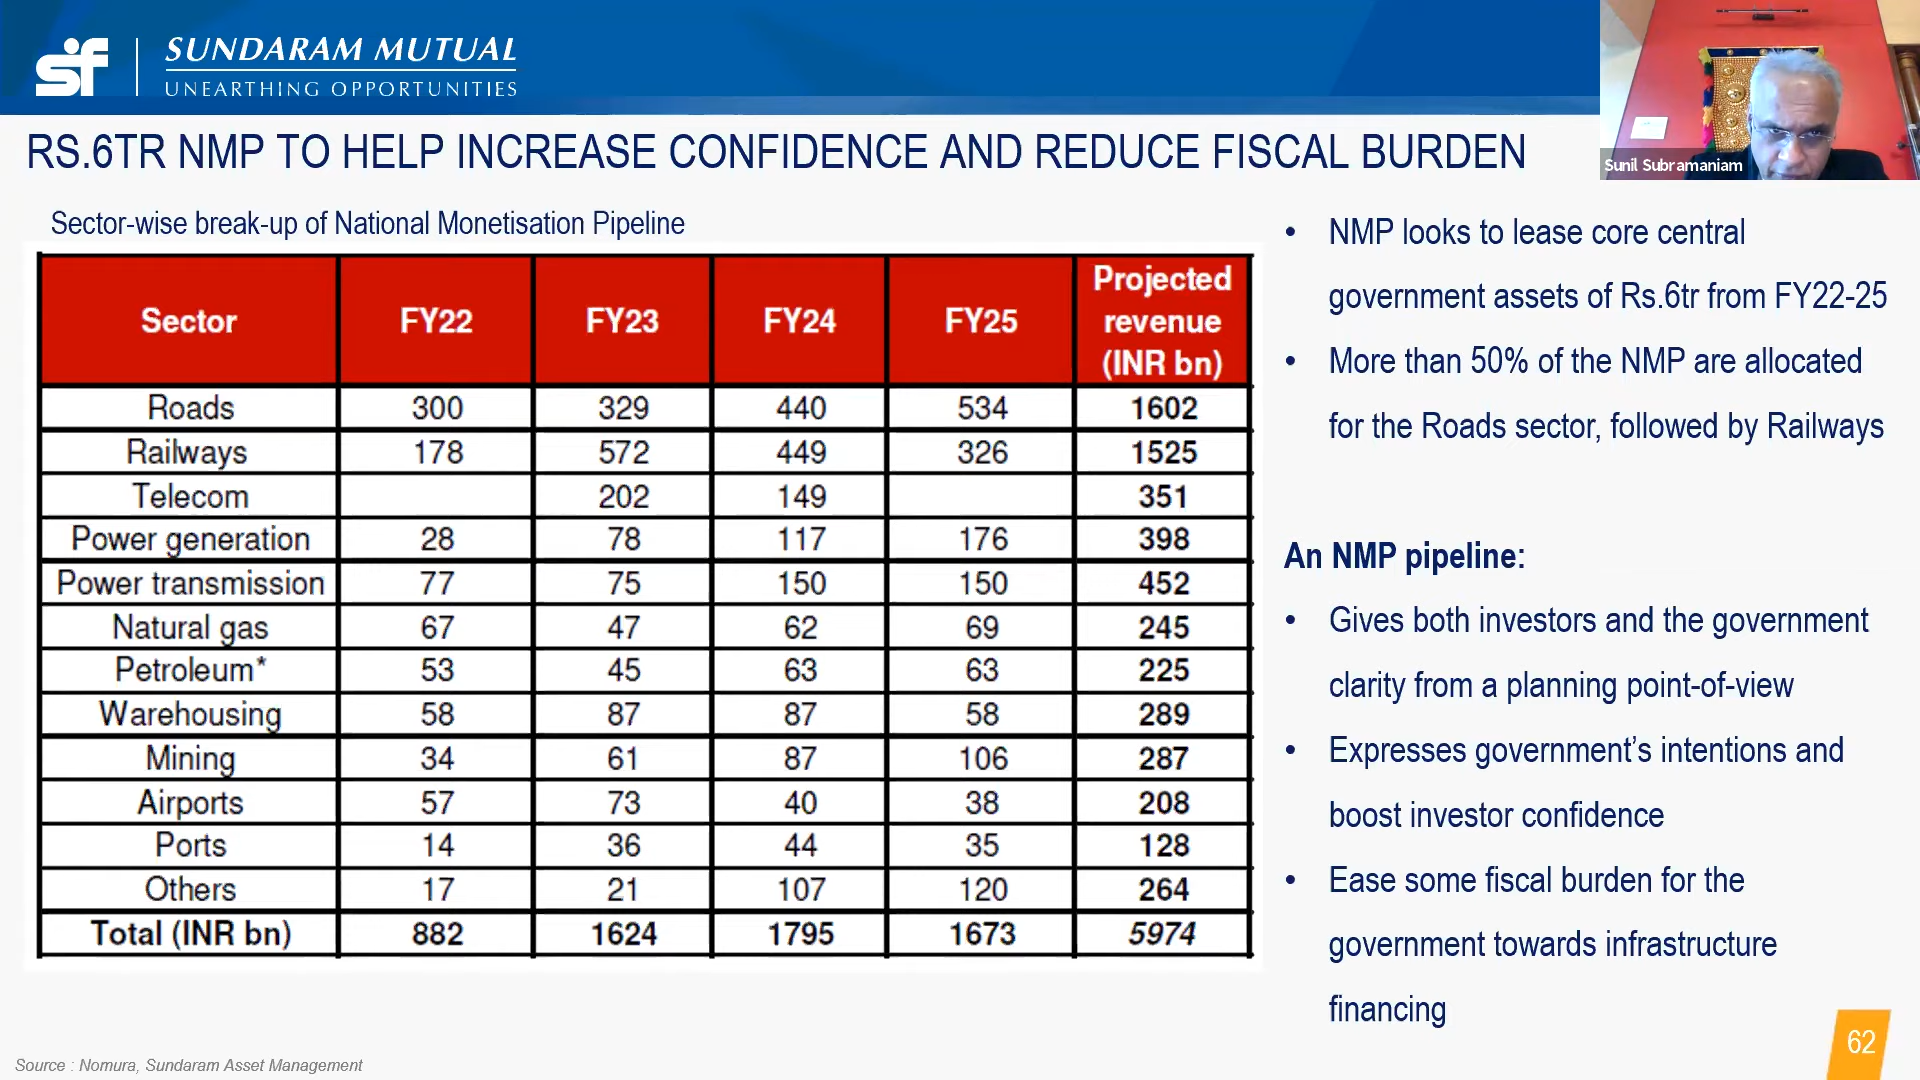 sf
SUNDARAM MUTUAL
UNEARTHING OPPORTUNITIES
Sunil Subramaniam
RS.6TR NMP TO HELP INCREASE CONFIDENCE AND REDUCE FISCAL BURDEN
Sector-wise break-up of National Monetisation Pipeline
Sector FY22 FY23 FY24 FY25 Projected revenue (INR bn)
Roads 300 329 440 534 1602
Railways 178 572 449 326 1525
Telecom 202 149 351
Power generation 28 78 117 176 398
Power transmission 77 75 150 150 452
Natural gas 67 47 62 69 245
Petroleum* 53 45 63 63 225
Warehousing 58 87 87 58 289
Mining 34 61 87 106 287
Airports 57 73 40 38 208
Ports 14 36 44 35 128
Others 17 21 107 120 264
Total (INR bn) 882 1624 1795 1673 5974
• NMP looks to lease core central
government assets of Rs.6tr from FY22-25
• More than 50% of the NMP are allocated
for the Roads sector, followed by Railways
An NMP pipeline:
• Gives both investors and the government
clarity from a planning point-of-view
• Expresses government's intentions and
boost investor confidence
• Ease some fiscal burden for the
government towards infrastructure
financing
Source : Nomura, Sundaram Asset Management
62